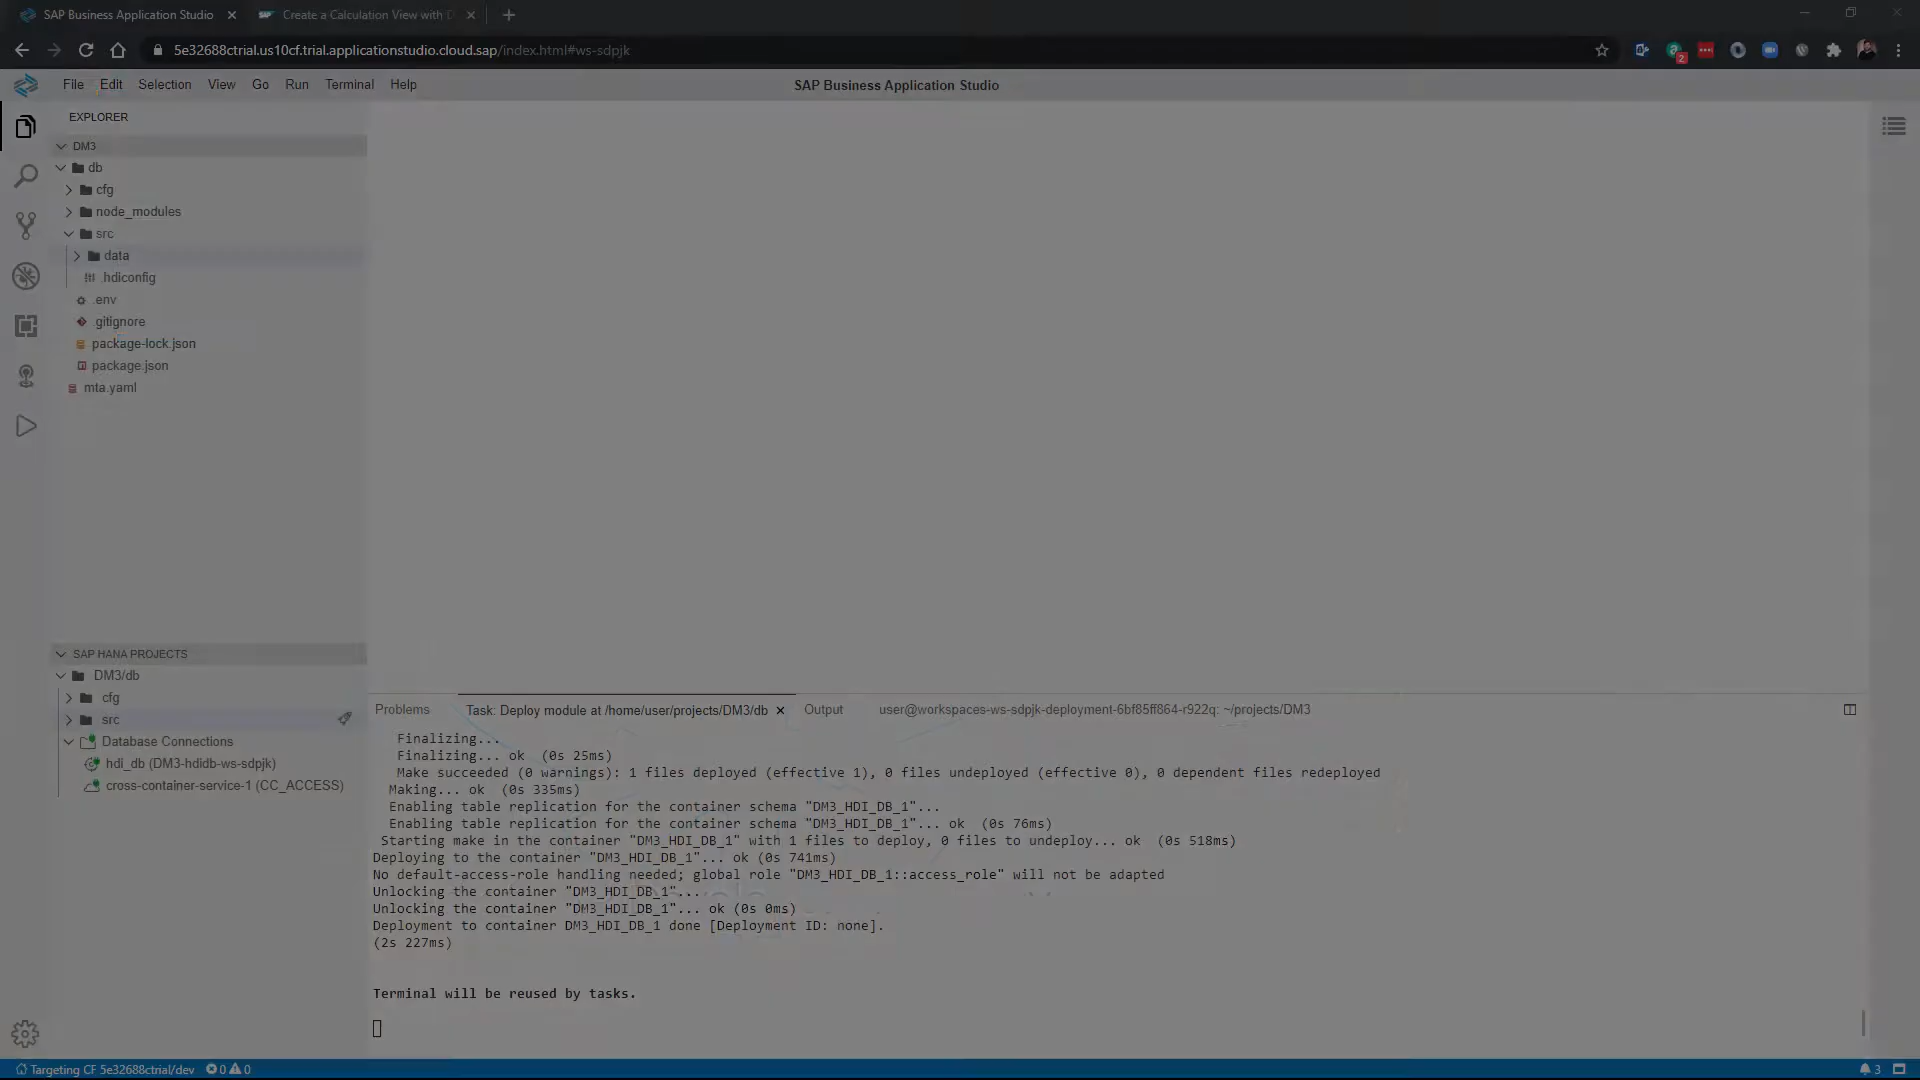 SAP Business Application Studio
Create a Calculation View with
5e32688ctrial.us10cf.trial.applicationstudio.cloud.sap/index.html#ws-sdpjk
2
File Edit Selection View Go Run Terminal Help
SAP Business Application Studio
EXPLORER
DM3
db
cfg
node_modules
src
data
.hdiconfig
.env
.gitignore
package-lock.json
package.json
mta.yaml
SAP HANA PROJECTS
DM3/db
cfg
src
Database Connections
hdi_db (DM3-hdidb-ws-sdpjk)
cross-container-service-1 (CC_ACCESS)
Problems Task: Deploy module at /home/user/projects/DM3/db Output user@workspaces-ws-sdpjk-deployment-6bf85ff864-r922q: ~/projects/DM3
Finalizing...
Finalizing... ok (0s 25ms)
Make succeeded (0 warnings): 1 files deployed (effective 1), 0 files undeployed (effective 0), 0 dependent files redeployed
Making... ok (0s 335ms)
Enabling table replication for the container schema "DM3_HDI_DB_1"...
Enabling table replication for the container schema "DM3_HDI_DB_1"... ok (0s 76ms)
Starting make in the container "DM3_HDI_DB_1" with 1 files to deploy, 0 files to undeploy... ok (0s 518ms)
Deploying to the container "DM3_HDI_DB_1"... ok (0s 741ms)
No default-access-role handling needed; global role "DM3_HDI_DB_1::access_role" will not be adapted
Unlocking the container "DM3_HDI_DB_1"...
Unlocking the container "DM3_HDI_DB_1"... ok (0s 0ms)
Deployment to container DM3_HDI_DB_1 done [Deployment ID: none].
(2s 227ms)
Terminal will be reused by tasks.
Targeting CF 5e32688ctrial/dev 0 0 3